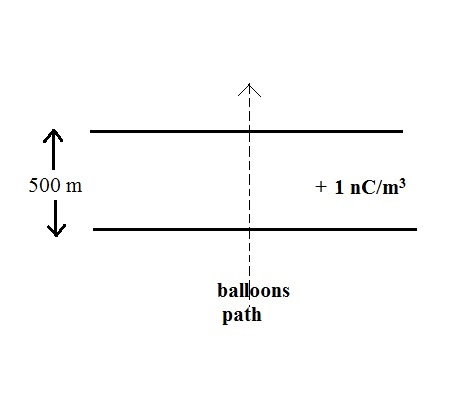 500 m
+ 1 nC/m³
balloons
path